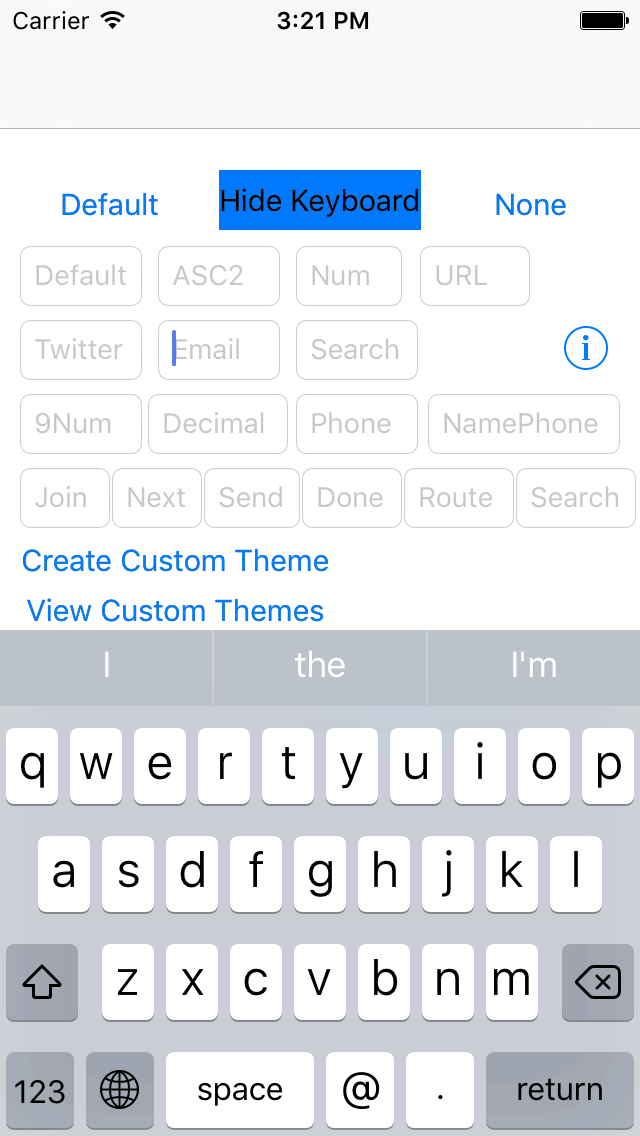 Carrier 3:21 PM
Default Hide Keyboard None
Default ASC2 Num URL
Twitter Email Search i
9Num Decimal Phone NamePhone
Join Next Send Done Route Search
Create Custom Theme
View Custom Themes
I the I'm
q w e r t y u i o p
a s d f g h j k l
z x c v b n m
123 space @ . return